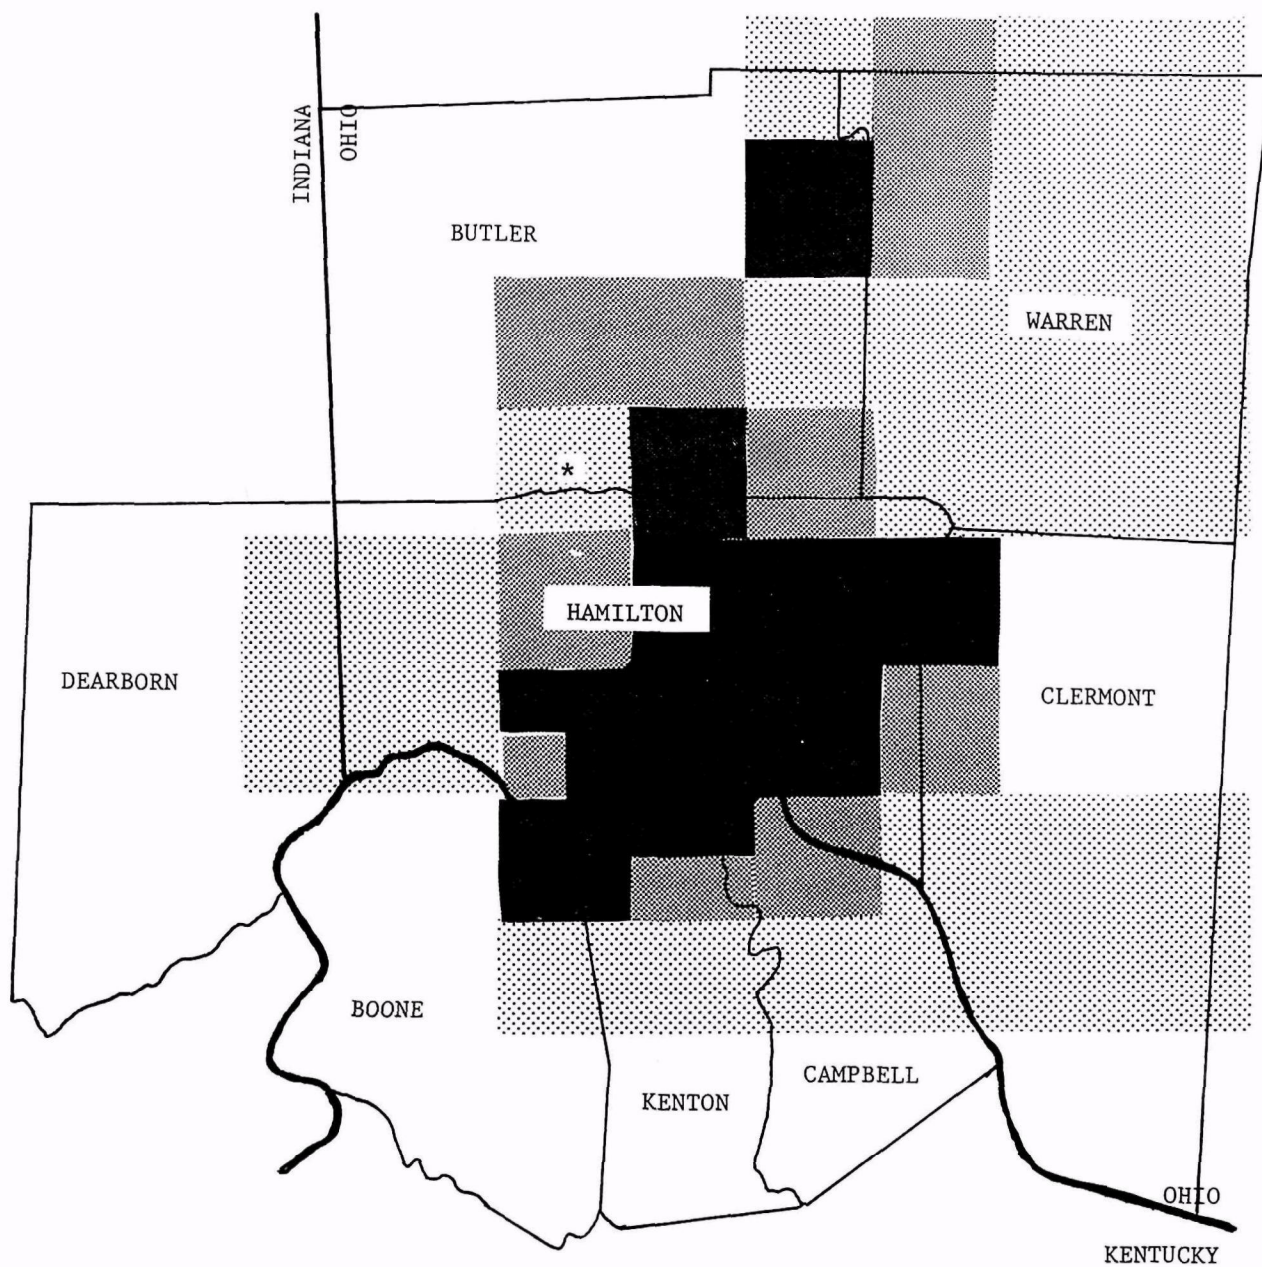 INDIANA
OHIO
BUTLER
WARREN
*
HAMILTON
DEARBORN
CLERMONT
BOONE
CAMPBELL
KENTON
OHIO
KENTUCKY